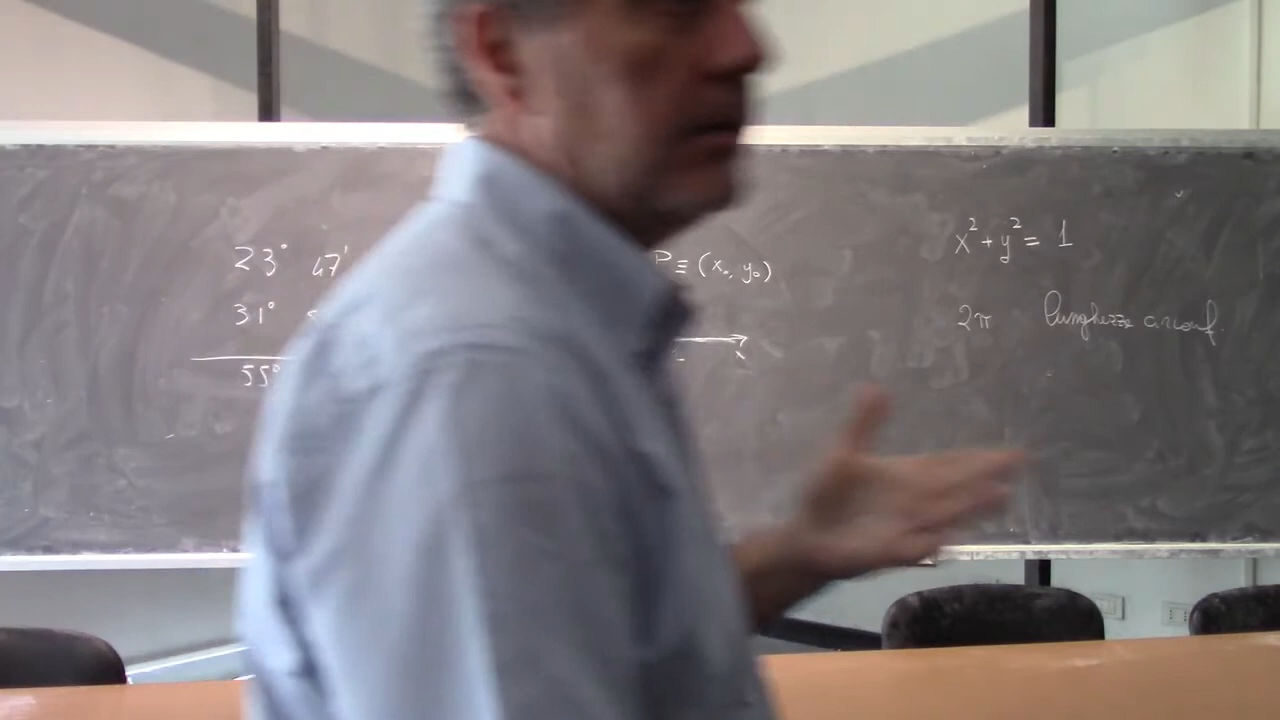 23° 47'
31°
55°
P ≡ (x₀, y₀)
x
x² + y² = 1
2π lunghezza circonf.